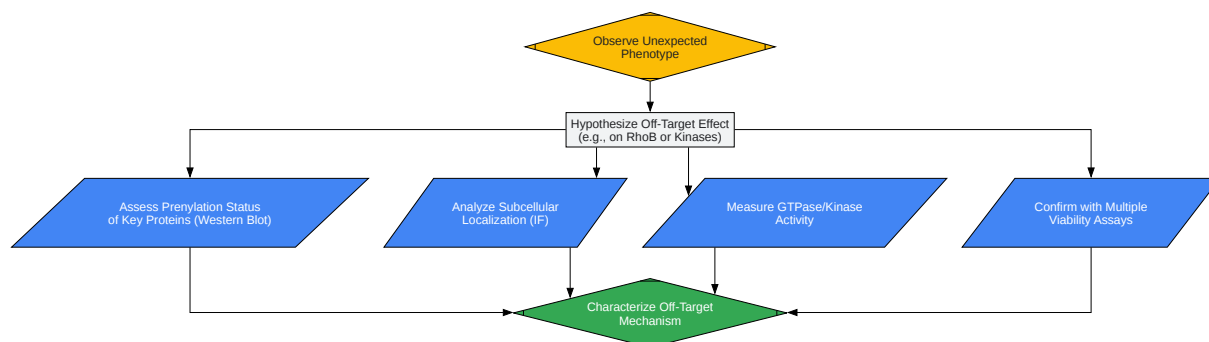 Observe Unexpected
Phenotype
Hypothesize Off-Target Effect
(e.g., on RhoB or Kinases)
Assess Prenylation Status
of Key Proteins (Western Blot)
Analyze Subcellular
Localization (IF)
Measure GTPase/Kinase
Activity
Confirm with Multiple
Viability Assays
Characterize Off-Target
Mechanism